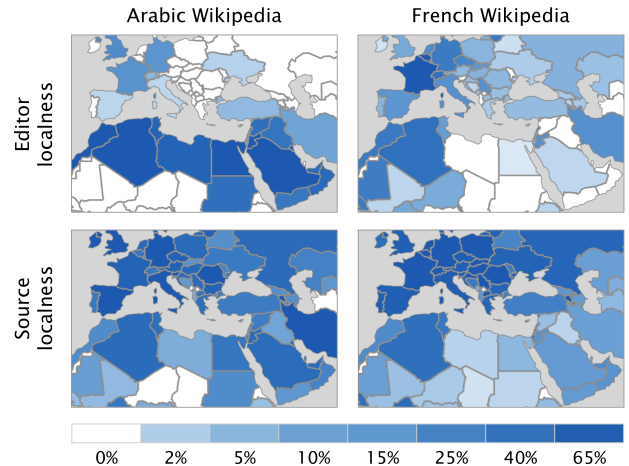 Arabic Wikipedia
French Wikipedia
Editor
localness
Source
localness
0% 2% 5% 10% 15% 25% 40% 65%